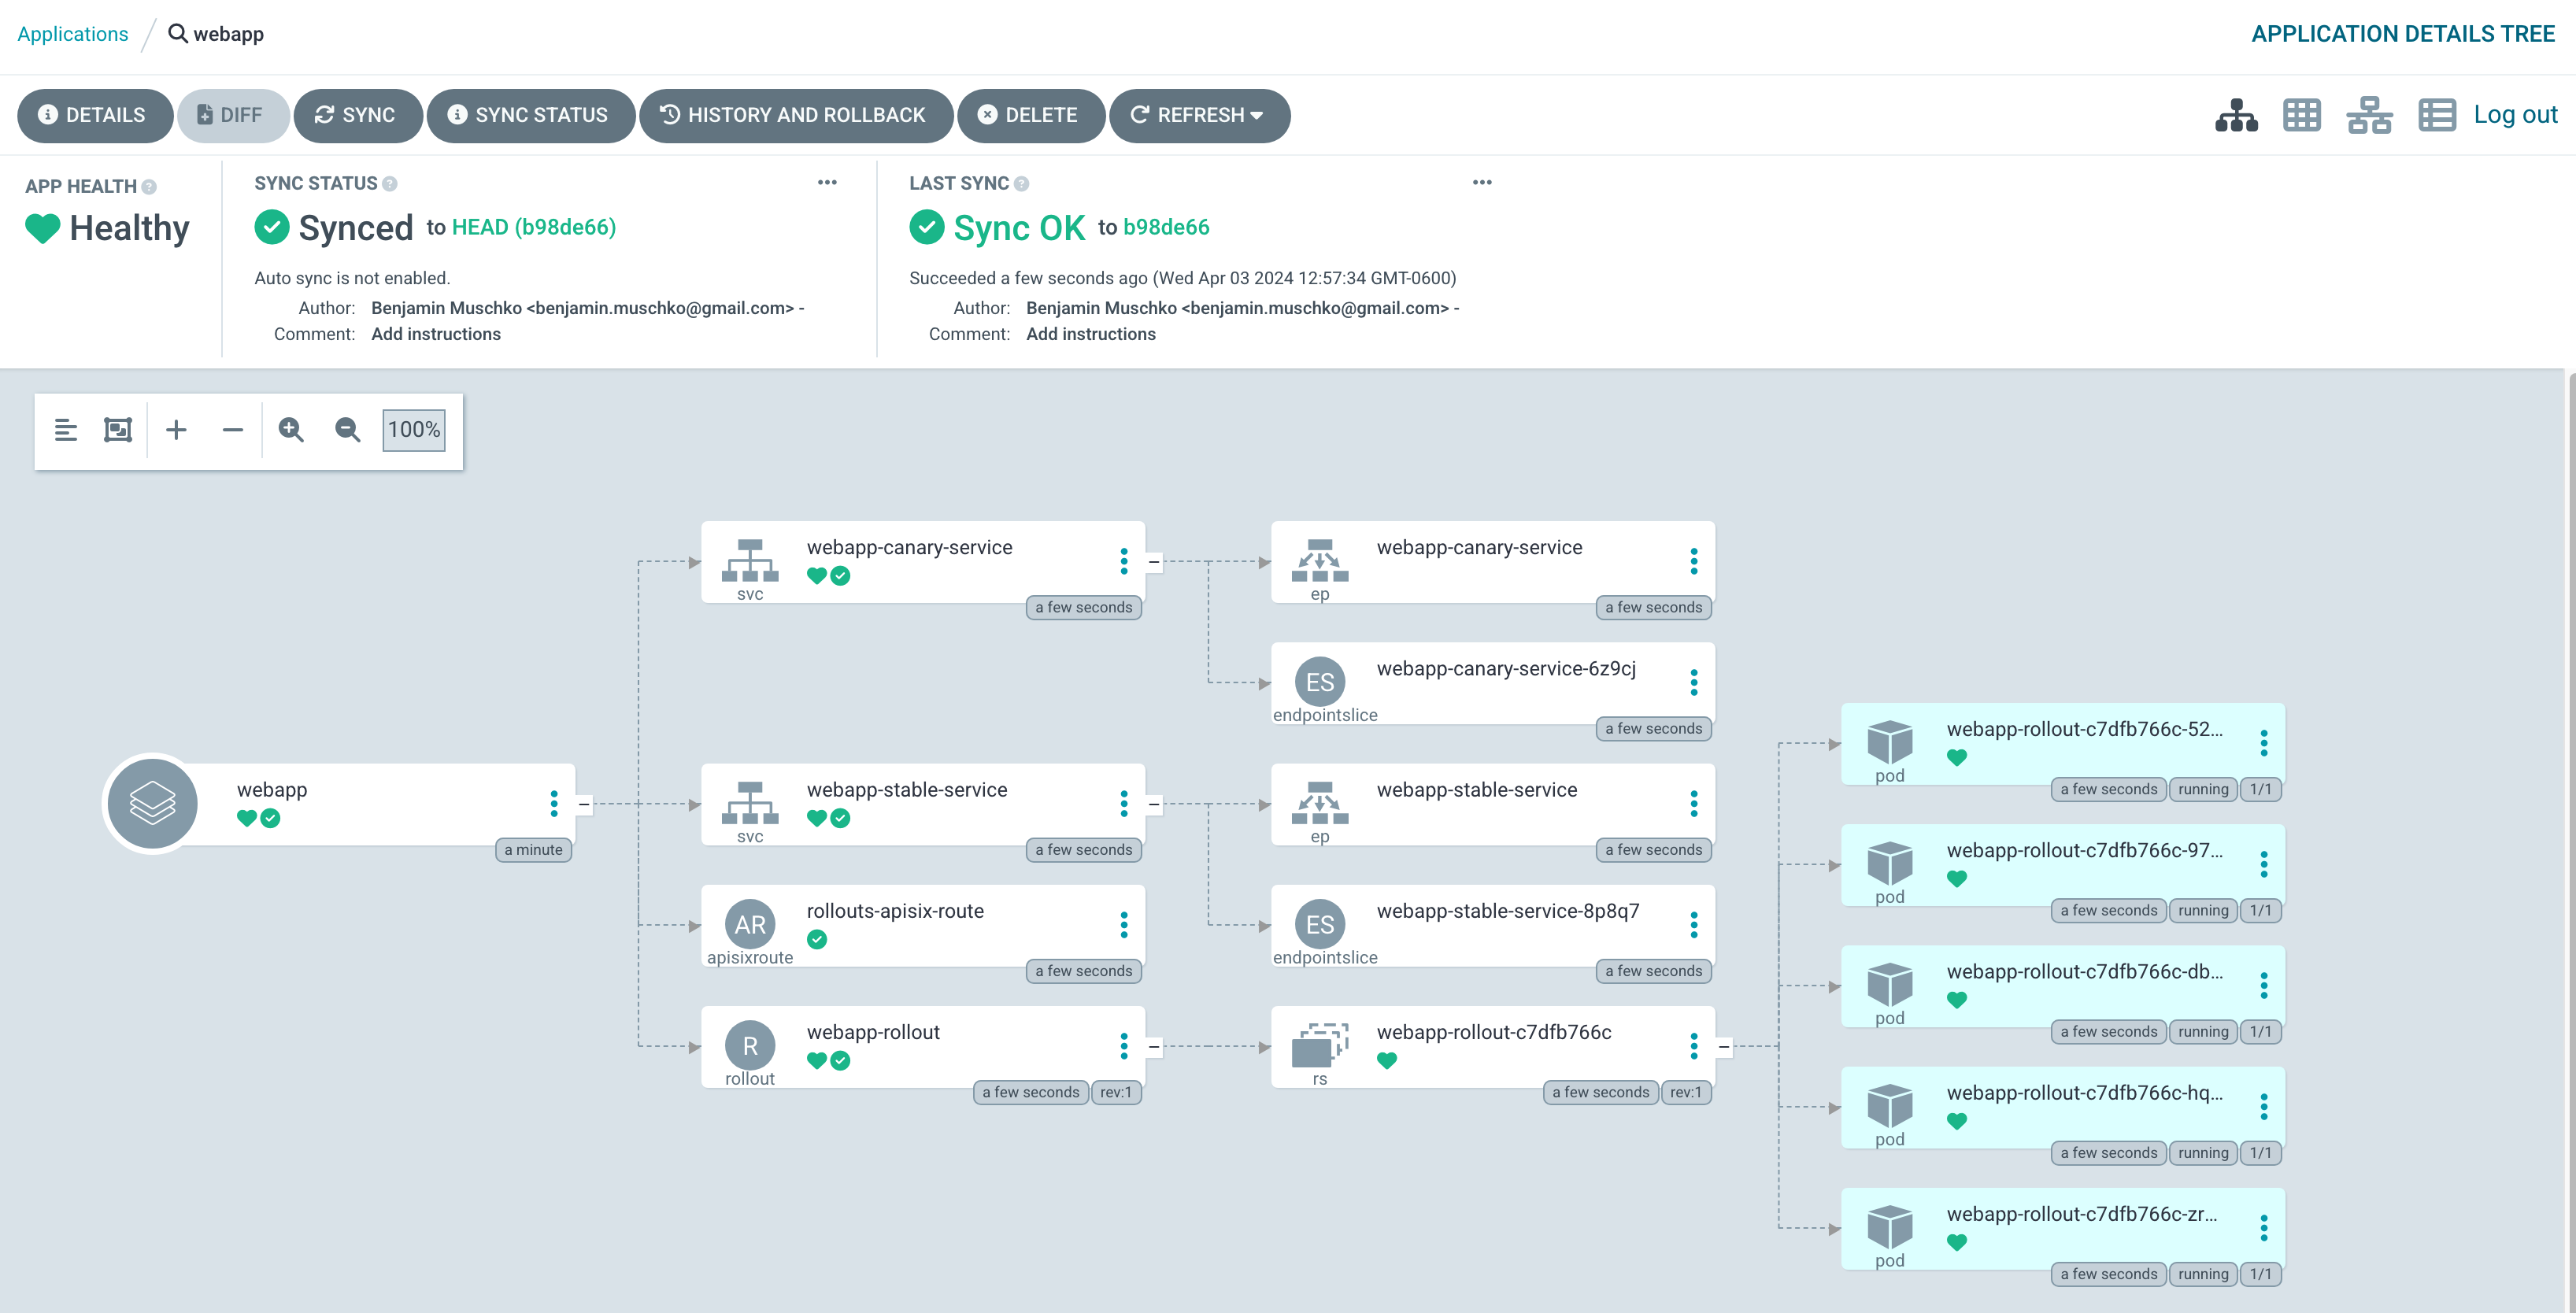 Applications / webapp
APPLICATION DETAILS TREE
DETAILS DIFF SYNC SYNC STATUS HISTORY AND ROLLBACK DELETE REFRESH
Log out
APP HEALTH
Healthy
SYNC STATUS
Synced to HEAD (b98de66)
Auto sync is not enabled.
Author: Benjamin Muschko <benjamin.muschko@gmail.com> -
Comment: Add instructions
LAST SYNC
Sync OK to b98de66
Succeeded a few seconds ago (Wed Apr 03 2024 12:57:34 GMT-0600)
Author: Benjamin Muschko <benjamin.muschko@gmail.com> -
Comment: Add instructions
100%
webapp
a minute
webapp-canary-service
svc
a few seconds
webapp-stable-service
svc
a few seconds
AR
rollouts-apisix-route
apisixroute
a few seconds
R
webapp-rollout
rollout
a few seconds rev:1
webapp-canary-service
ep
a few seconds
ES
webapp-canary-service-6z9cj
endpointslice
a few seconds
webapp-stable-service
ep
a few seconds
ES
webapp-stable-service-8p8q7
endpointslice
a few seconds
webapp-rollout-c7dfb766c
rs
a few seconds rev:1
webapp-rollout-c7dfb766c-52...
pod
a few seconds running 1/1
webapp-rollout-c7dfb766c-97...
pod
a few seconds running 1/1
webapp-rollout-c7dfb766c-db...
pod
a few seconds running 1/1
webapp-rollout-c7dfb766c-hq...
pod
a few seconds running 1/1
webapp-rollout-c7dfb766c-zr...
pod
a few seconds running 1/1